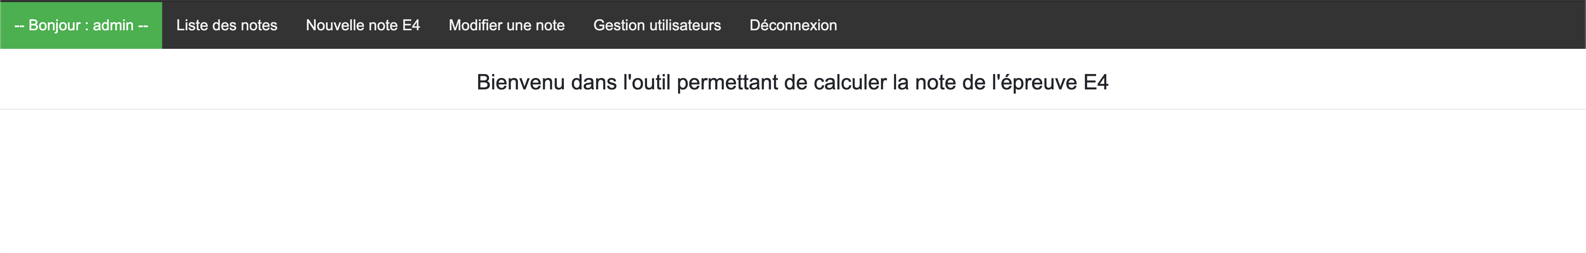 -- Bonjour : admin -- Liste des notes Nouvelle note E4 Modifier une note Gestion utilisateurs Déconnexion
Bienvenu dans l'outil permettant de calculer la note de l'épreuve E4